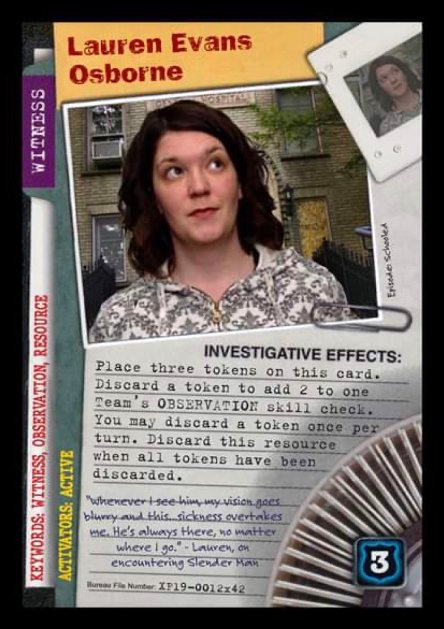 Lauren Evans
Osborne
WITNESS
Episode: Schooled
INVESTIGATIVE EFFECTS:
Place three tokens on this card.
Discard a token to add 2 to one
Team's OBSERVATION skill check.
You may discard a token once per
turn. Discard this resource
when all tokens have been
discarded.
"Whenever I see him, my vision goes
blurry and this...sickness overtakes
me. He's always there, no matter
where I go." - Lauren, on
encountering Slender Man
Bureau File Number: XF19-0012x42
3
KEYWORDS: WITNESS, OBSERVATION, RESOURCE
ACTIVATORS: ACTIVE